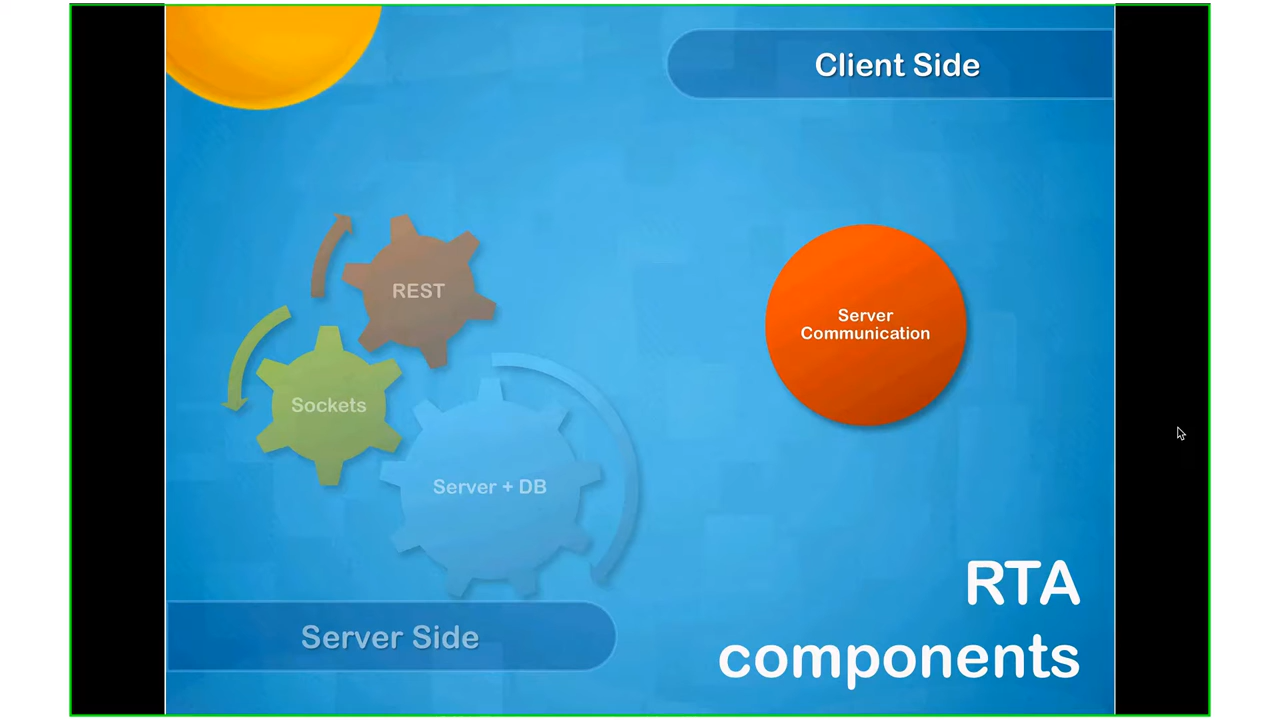 Client Side
REST
Server
Communication
Sockets
Server + DB
RTA
components
Server Side